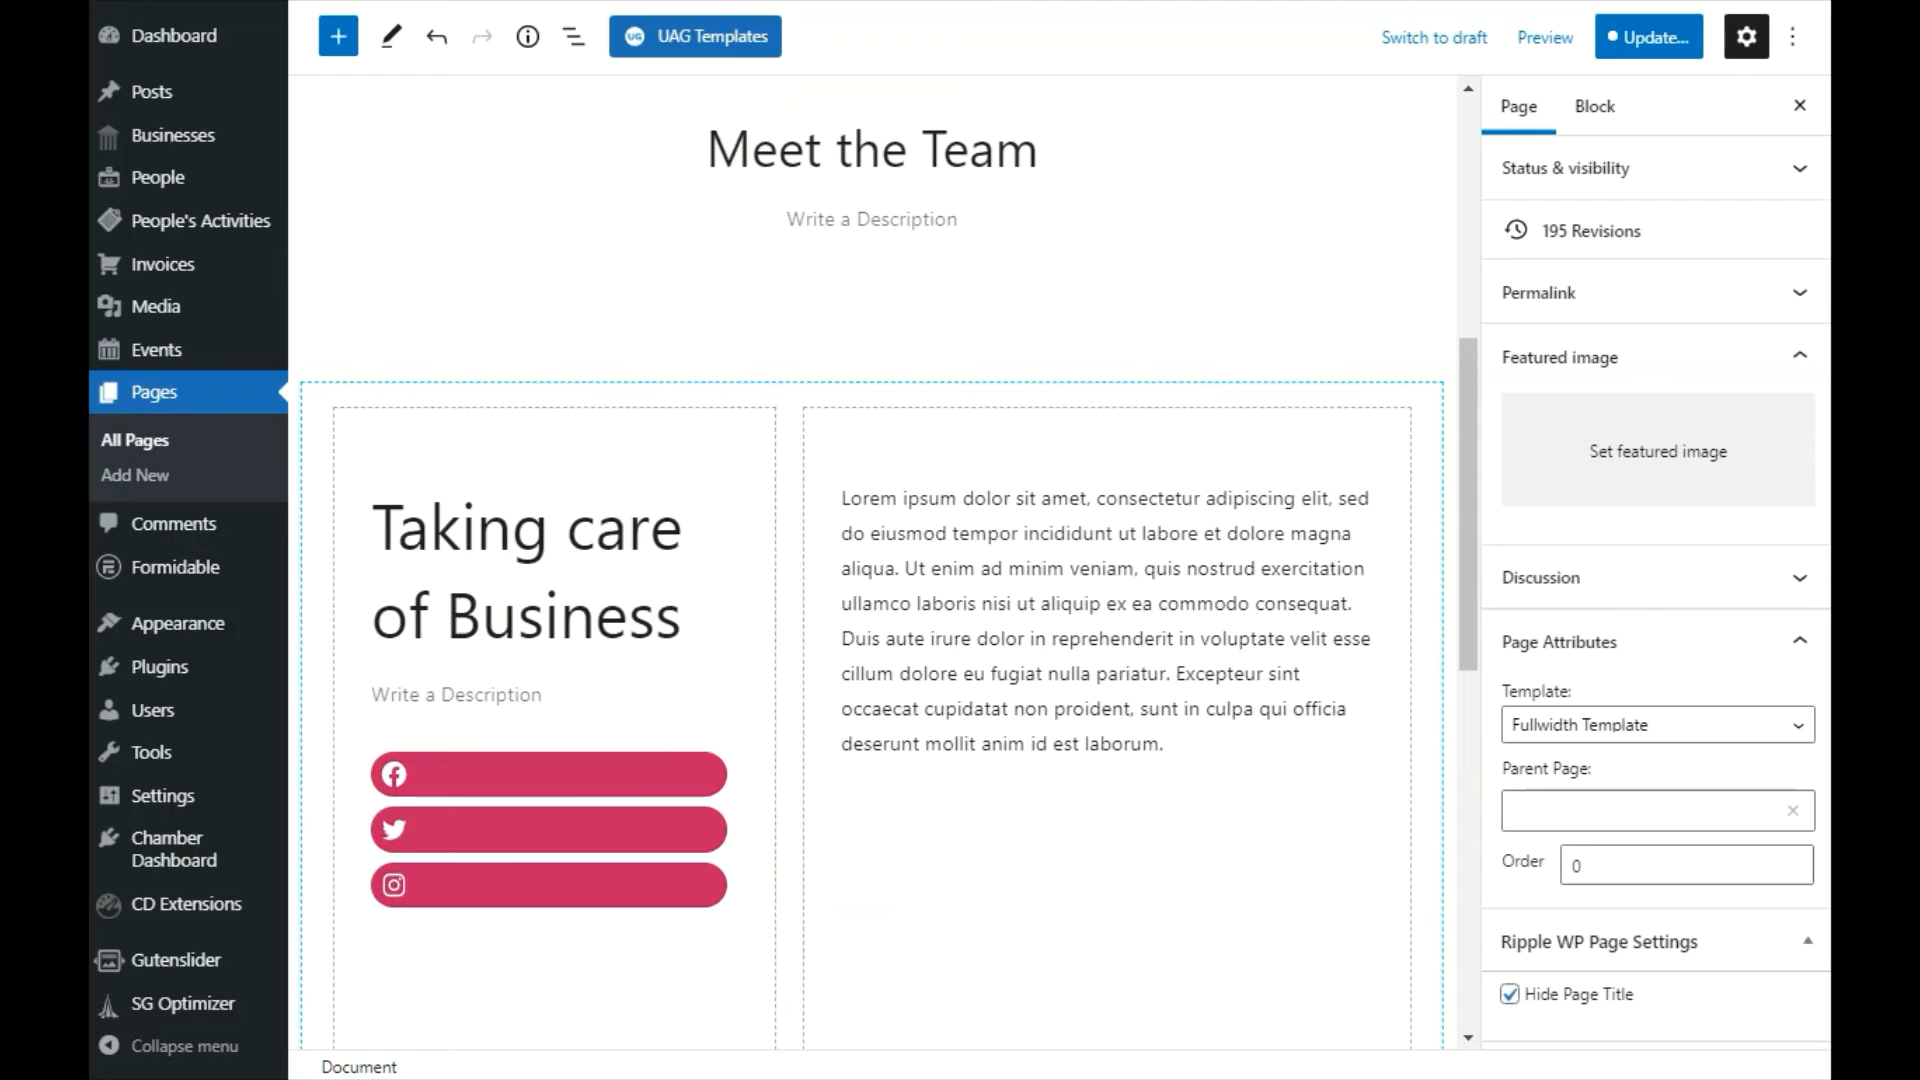 Dashboard
Posts
Businesses
People
People's Activities
Invoices
Media
Events
Pages
All Pages
Add New
Comments
Formidable
Appearance
Plugins
Users
Tools
Settings
Chamber
Dashboard
CD Extensions
Gutenslider
SG Optimizer
Collapse menu
UG UAG Templates
Switch to draft
Preview
Update...
Meet the Team
Write a Description
Taking care
of Business
Write a Description
Lorem ipsum dolor sit amet, consectetur adipiscing elit, sed
do eiusmod tempor incididunt ut labore et dolore magna
aliqua. Ut enim ad minim veniam, quis nostrud exercitation
ullamco laboris nisi ut aliquip ex ea commodo consequat.
Duis aute irure dolor in reprehenderit in voluptate velit esse
cillum dolore eu fugiat nulla pariatur. Excepteur sint
occaecat cupidatat non proident, sunt in culpa qui officia
deserunt mollit anim id est laborum.
Document
Page
Block
Status & visibility
195 Revisions
Permalink
Featured image
Set featured image
Discussion
Page Attributes
Template:
Fullwidth Template
Parent Page:
Order
0
Ripple WP Page Settings
Hide Page Title